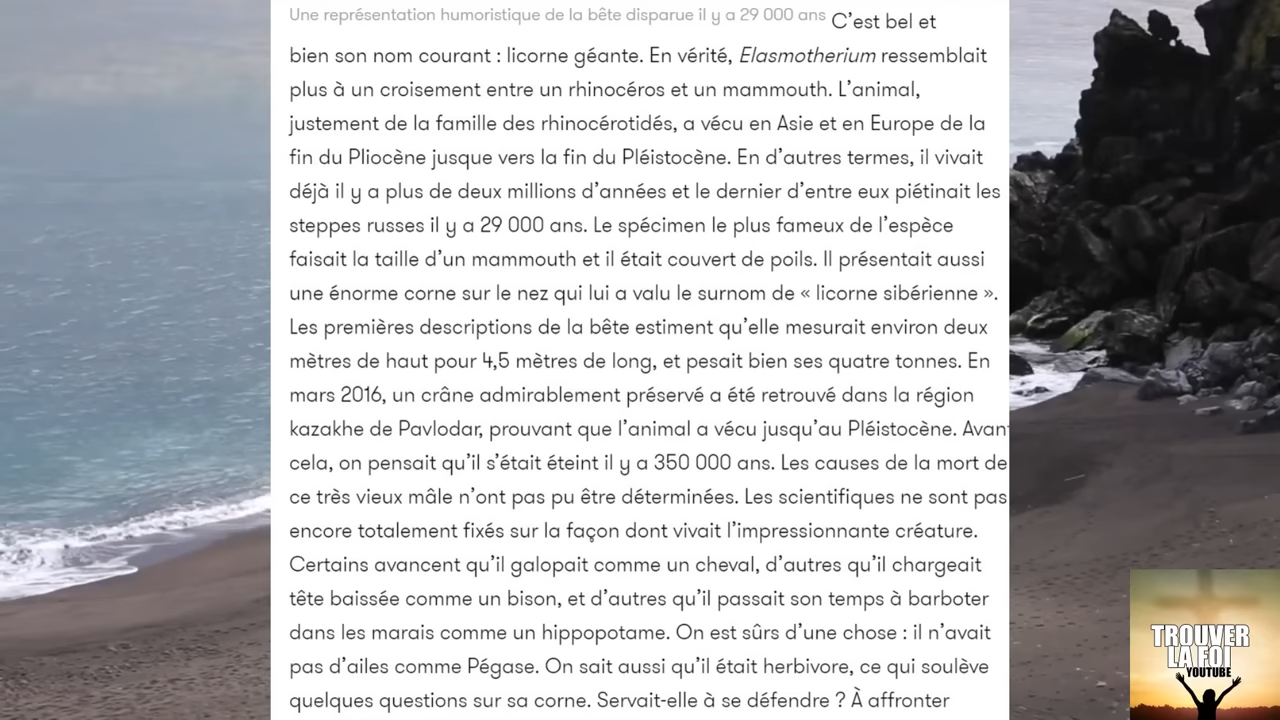 Une représentation humoristique de la bête disparue il y a 29 000 ans C’est bel et
bien son nom courant : licorne géante. En vérité, Elasmotherium ressemblait
plus à un croisement entre un rhinocéros et un mammouth. L’animal,
justement de la famille des rhinocérotidés, a vécu en Asie et en Europe de la
fin du Pliocène jusque vers la fin du Pléistocène. En d’autres termes, il vivait
déjà il y a plus de deux millions d’années et le dernier d’entre eux piétinait les
steppes russes il y a 29 000 ans. Le spécimen le plus fameux de l’espèce
faisait la taille d’un mammouth et il était couvert de poils. Il présentait aussi
une énorme corne sur le nez qui lui a valu le surnom de « licorne sibérienne ».
Les premières descriptions de la bête estiment qu’elle mesurait environ deux
mètres de haut pour 4,5 mètres de long, et pesait bien ses quatre tonnes. En
mars 2016, un crâne admirablement préservé a été retrouvé dans la région
kazakhe de Pavlodar, prouvant que l’animal a vécu jusqu’au Pléistocène. Avant
cela, on pensait qu’il s’était éteint il y a 350 000 ans. Les causes de la mort de
ce très vieux mâle n’ont pas pu être déterminées. Les scientifiques ne sont pas
encore totalement fixés sur la façon dont vivait l’impressionnante créature.
Certains avancent qu’il galopait comme un cheval, d’autres qu’il chargeait
tête baissée comme un bison, et d’autres qu’il passait son temps à barboter
dans les marais comme un hippopotame. On est sûrs d’une chose : il n’avait
pas d’ailes comme Pégase. On sait aussi qu’il était herbivore, ce qui soulève
quelques questions sur sa corne. Servait-elle à se défendre ? À affronter
TROUVER
LA FOI
YOUTUBE